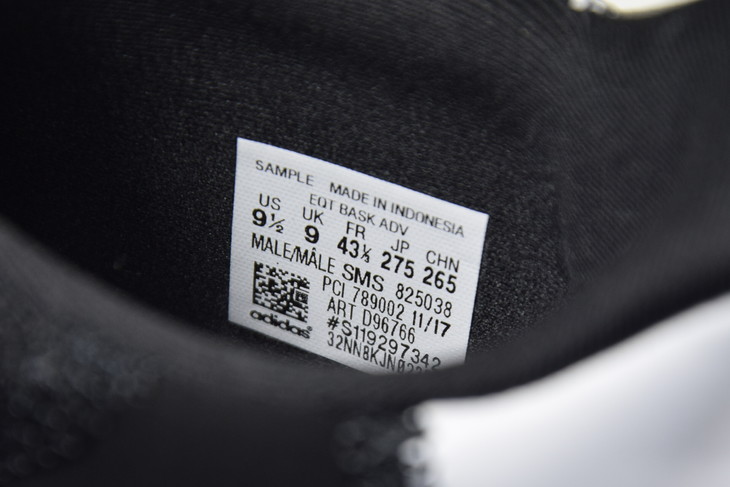 SAMPLE MADE IN INDONESIA
EQT BASK ADV
US UK FR JP CHN
9½ 9 43⅓ 275 265
MALE/MÂLE SMS 825038
PCI 789002 11/17
ART D96766
#S119297342
adidas